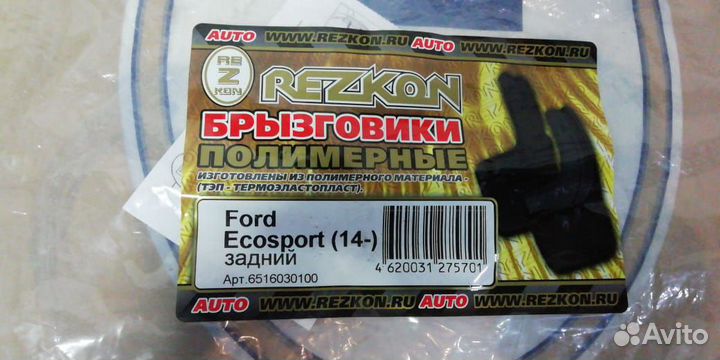 AUTO WWW.REZKON.RU AUTO WWW.REZKON.RU AUTO
RE
Z
KON
REZKON
БРЫЗГОВИКИ
ПОЛИМЕРНЫЕ
ИЗГОТОВЛЕНЫ ИЗ ПОЛИМЕРНОГО МАТЕРИАЛА -
(ТЭП - ТЕРМОЭЛАСТОПЛАСТ).
Ford
Ecosport (14-)
задний
Арт.6516030100
4 620031 275701
AUTO WWW.REZKON.RU AUTO WWW.REZKON.RU
Avito